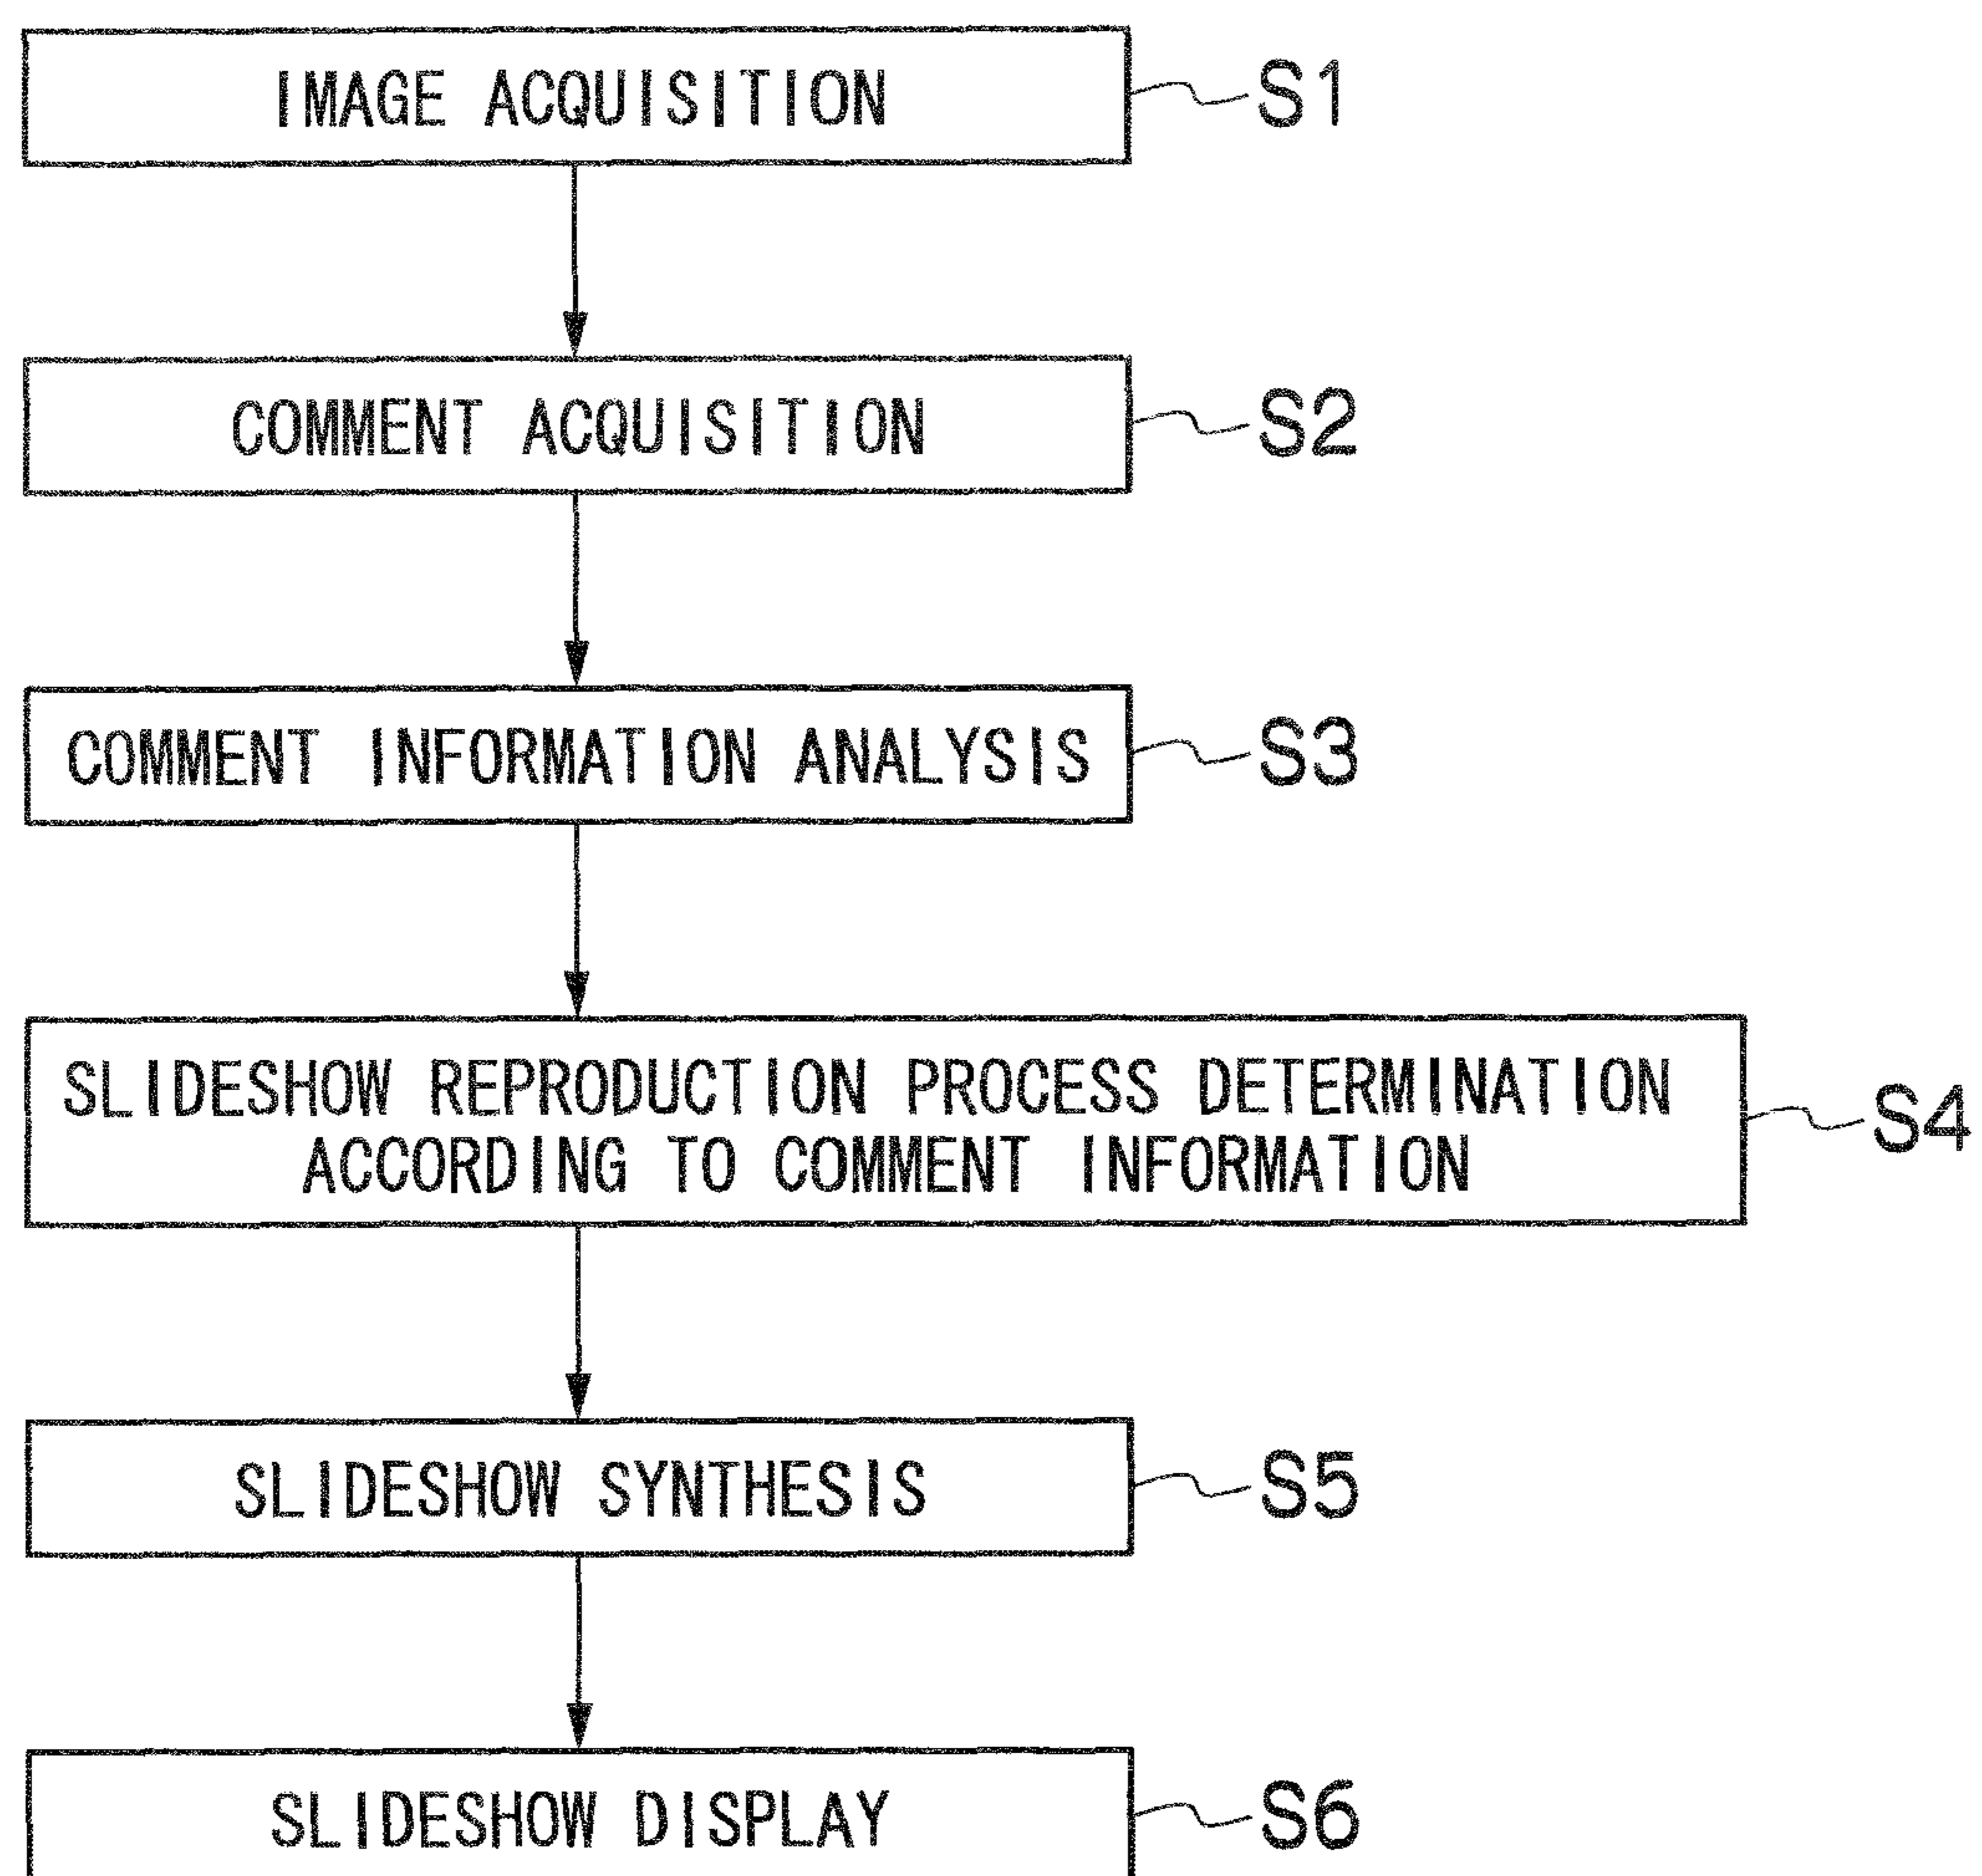 IMAGE ACQUISITION S1
COMMENT ACQUISITION S2
COMMENT INFORMATION ANALYSIS S3
SLIDESHOW REPRODUCTION PROCESS DETERMINATION
ACCORDING TO COMMENT INFORMATION S4
SLIDESHOW SYNTHESIS S5
SLIDESHOW DISPLAY S6